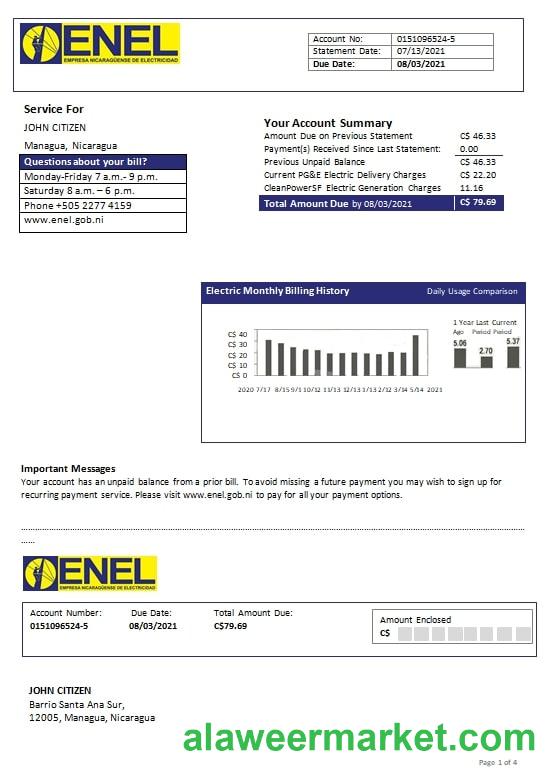 ENEL
EMPRESA NICARAGÜENSE DE ELECTRICIDAD
Account No: 0151096524-5
Statement Date: 07/13/2021
Due Date: 08/03/2021
Service For
JOHN CITIZEN
Managua, Nicaragua
Questions about your bill?
Monday-Friday 7 a.m.- 9 p.m.
Saturday 8 a.m. – 6 p.m.
Phone +505 2277 4159
www.enel.gob.ni
Your Account Summary
Amount Due on Previous Statement C$ 46.33
Payment(s) Received Since Last Statement: 0.00
Previous Unpaid Balance C$ 46.33
Current PG&E Electric Delivery Charges C$ 22.20
CleanPowerSF Electric Generation Charges 11.16
Total Amount Due by 08/03/2021 C$ 79.69
Electric Monthly Billing History Daily Usage Comparison
1 Year Last Current
Ago Period Period
5.06 2.70 5.37
C$ 40
C$ 30
C$ 20
C$ 10
C$ 0
2020 7/17 8/15 9/1 10/12 11/13 12/13 1/13 2/12 3/14 5/14 2021
Important Messages
Your account has an unpaid balance from a prior bill. To avoid missing a future payment you may wish to sign up for
recurring payment service. Please visit www.enel.gob.ni to pay for all your payment options.
......
ENEL
EMPRESA NICARAGÜENSE DE ELECTRICIDAD
Account Number: Due Date: Total Amount Due:
0151096524-5 08/03/2021 C$79.69
Amount Enclosed
C$
JOHN CITIZEN
Barrio Santa Ana Sur,
12005, Managua, Nicaragua
alaweermarket.com
Page 1 of 4